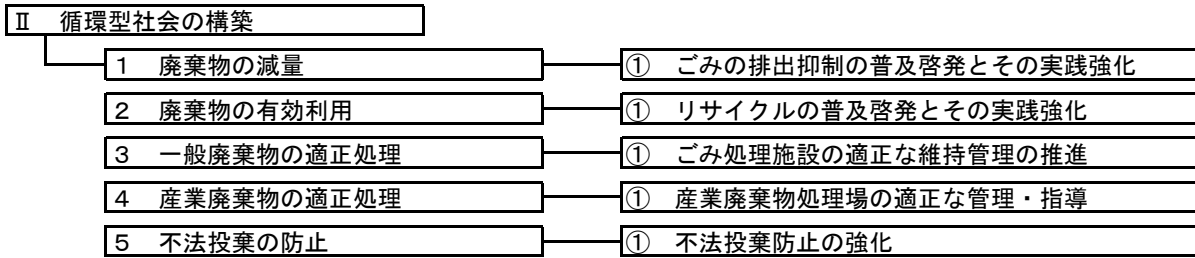 Ⅱ　循環型社会の構築
１　廃棄物の減量
①　ごみの排出抑制の普及啓発とその実践強化
２　廃棄物の有効利用
①　リサイクルの普及啓発とその実践強化
３　一般廃棄物の適正処理
①　ごみ処理施設の適正な維持管理の推進
４　産業廃棄物の適正処理
①　産業廃棄物処理場の適正な管理・指導
５　不法投棄の防止
①　不法投棄防止の強化